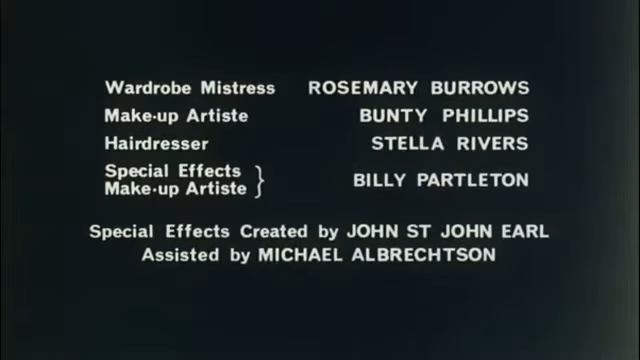 Wardrobe Mistress ROSEMARY BURROWS
Make-up Artiste BUNTY PHILLIPS
Hairdresser STELLA RIVERS
Special Effects
Make-up Artiste } BILLY PARTLETON
Special Effects Created by JOHN ST JOHN EARL
Assisted by MICHAEL ALBRECHTSON